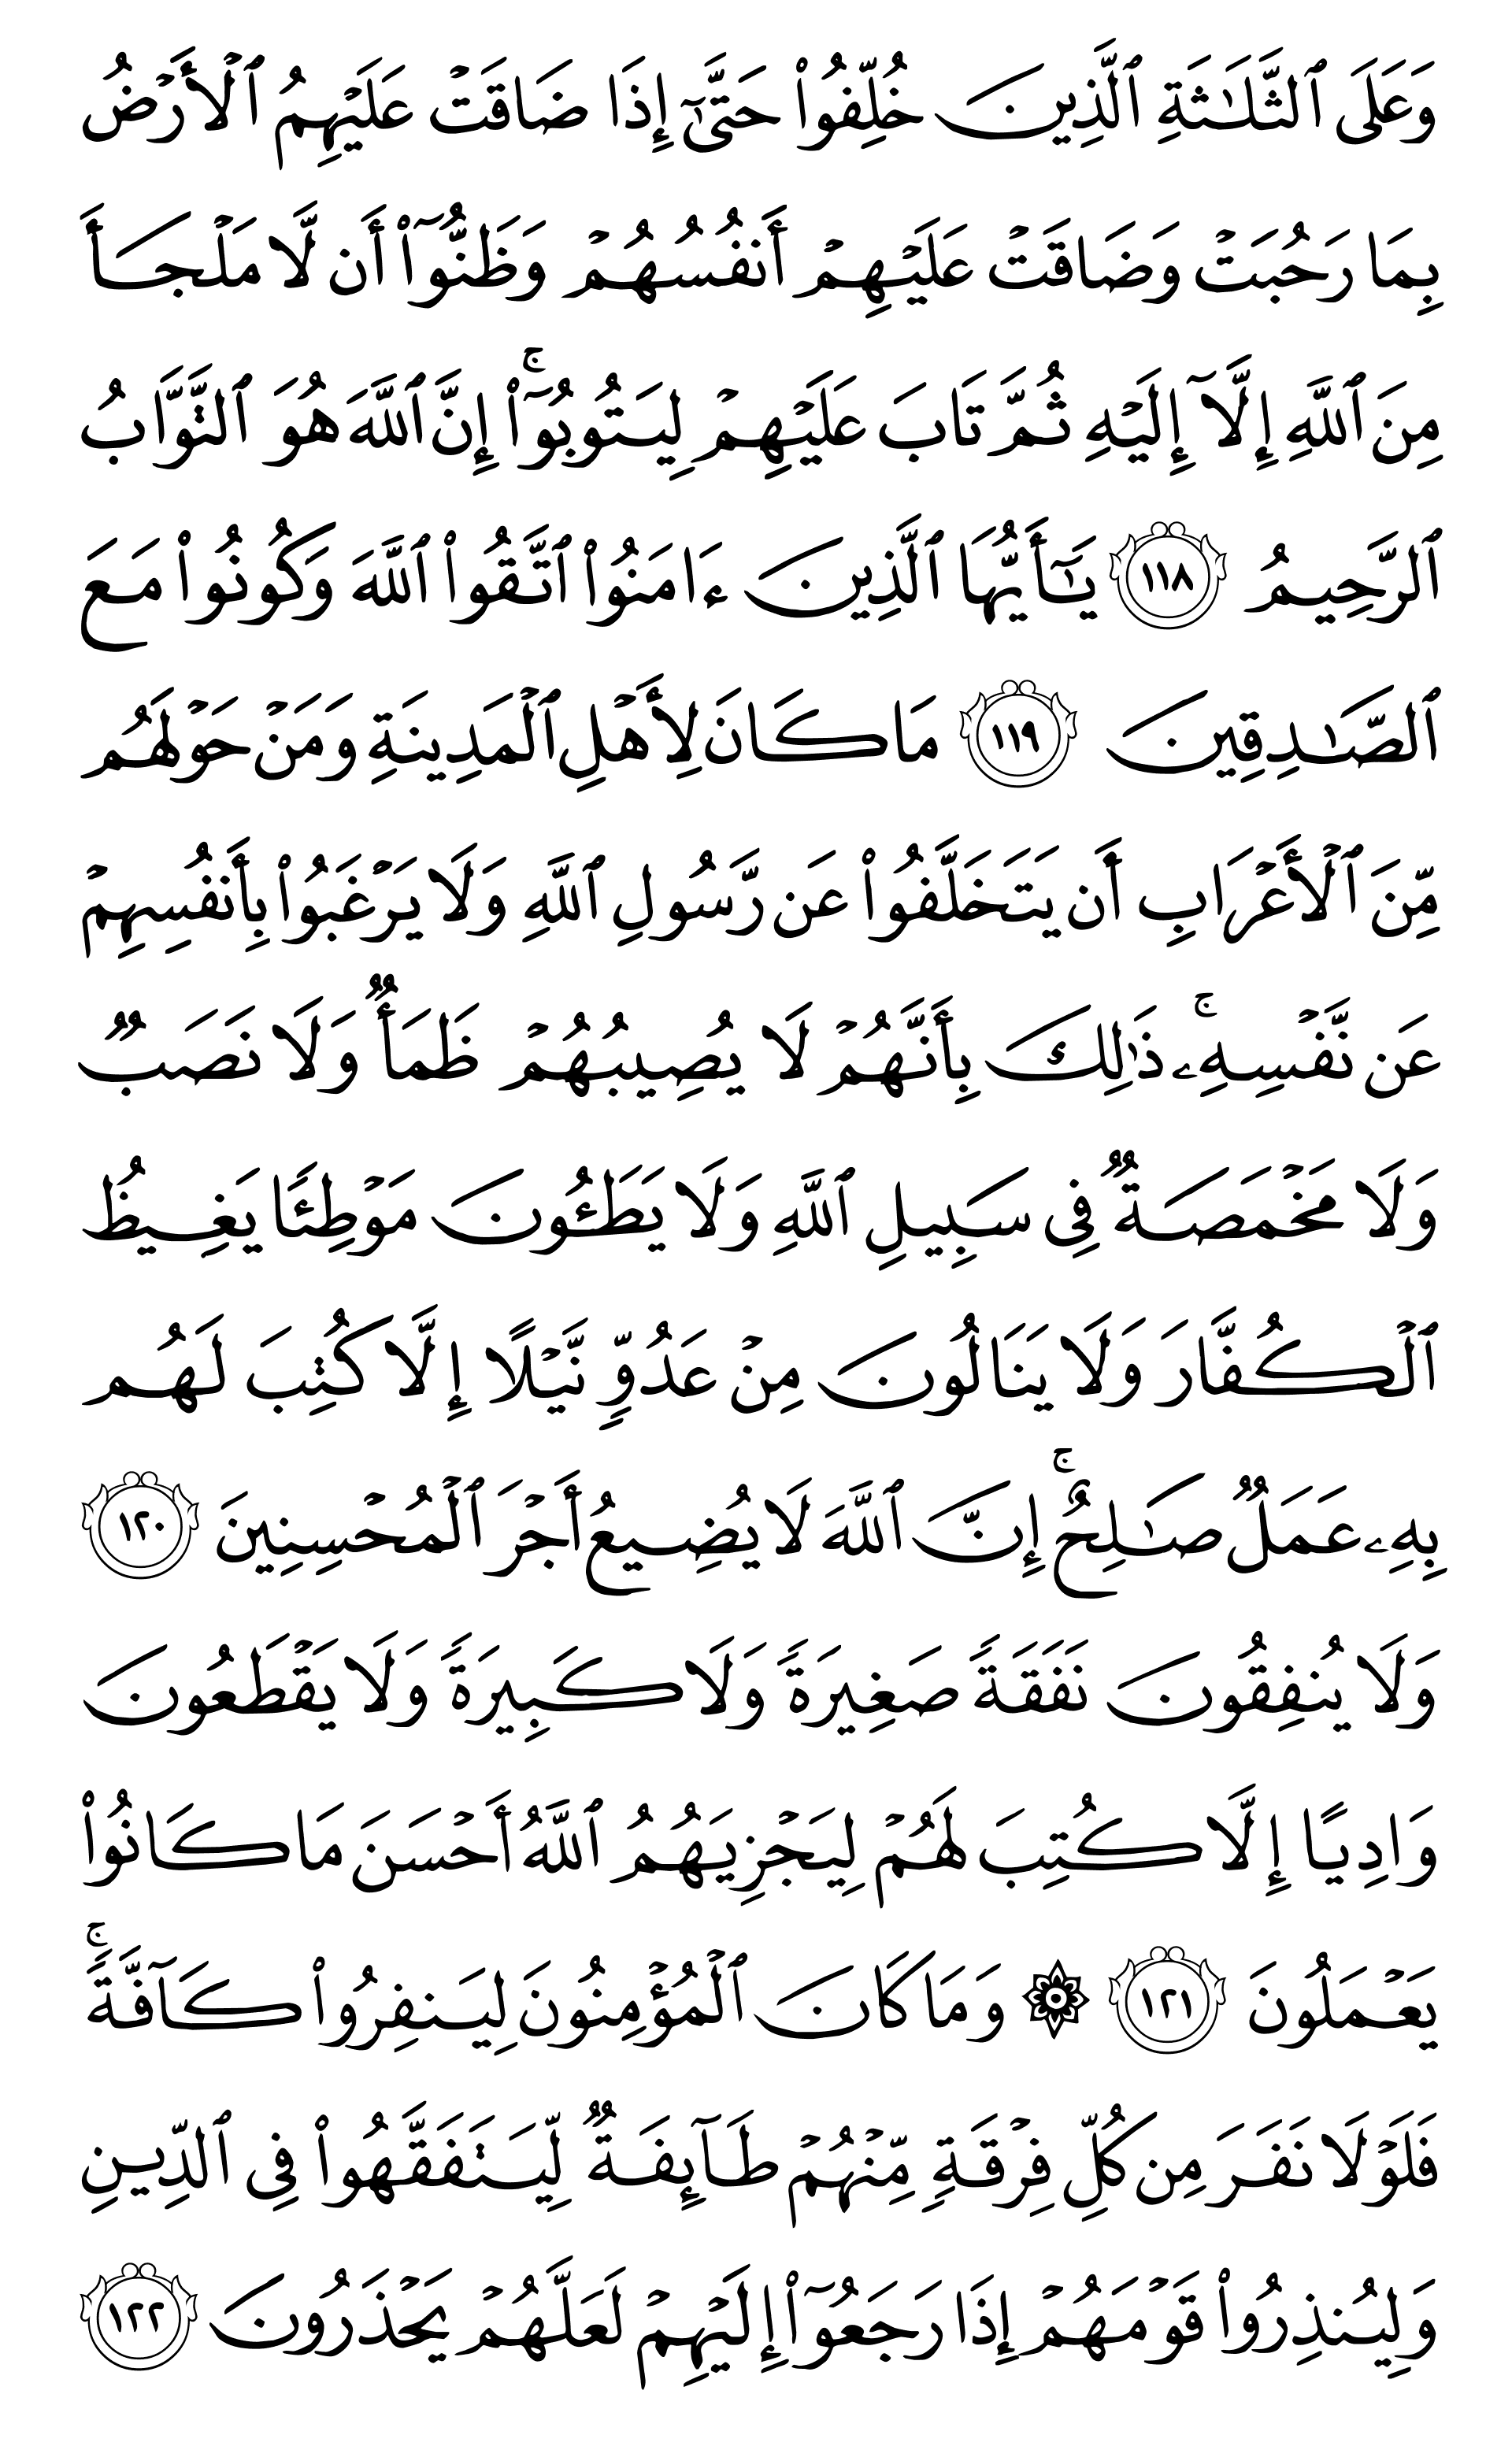 وَعَلَى ٱلثَّلَـٰثَةِ ٱلَّذِينَ خُلِّفُوا۟ حَتَّىٰٓ إِذَا ضَاقَتْ عَلَيْهِمُ ٱلْأَرْضُ
بِمَا رَحُبَتْ وَضَاقَتْ عَلَيْهِمْ أَنفُسُهُمْ وَظَنُّوٓا۟ أَن لَّا مَلْجَأَ
مِنَ ٱللَّهِ إِلَّآ إِلَيْهِ ثُمَّ تَابَ عَلَيْهِمْ لِيَتُوبُوٓا۟ ۚ إِنَّ ٱللَّهَ هُوَ ٱلتَّوَّابُ
ٱلرَّحِيمُ ١١٨ يَـٰٓأَيُّهَا ٱلَّذِينَ ءَامَنُوا۟ ٱتَّقُوا۟ ٱللَّهَ وَكُونُوا۟ مَعَ
ٱلصَّـٰدِقِينَ ١١٩ مَا كَانَ لِأَهْلِ ٱلْمَدِينَةِ وَمَنْ حَوْلَهُم
مِّنَ ٱلْأَعْرَابِ أَن يَتَخَلَّفُوا۟ عَن رَّسُولِ ٱللَّهِ وَلَا يَرْغَبُوا۟ بِأَنفُسِهِمْ
عَن نَّفْسِهِۦ ۚ ذَٰلِكَ بِأَنَّهُمْ لَا يُصِيبُهُمْ ظَمَأٌ وَلَا نَصَبٌ
وَلَا مَخْمَصَةٌ فِى سَبِيلِ ٱللَّهِ وَلَا يَطَـُٔونَ مَوْطِئًا يَغِيظُ
ٱلْكُفَّارَ وَلَا يَنَالُونَ مِنْ عَدُوٍّ نَّيْلًا إِلَّا كُتِبَ لَهُم
بِهِۦ عَمَلٌ صَـٰلِحٌ ۚ إِنَّ ٱللَّهَ لَا يُضِيعُ أَجْرَ ٱلْمُحْسِنِينَ ١٢٠
وَلَا يُنفِقُونَ نَفَقَةً صَغِيرَةً وَلَا كَبِيرَةً وَلَا يَقْطَعُونَ
وَادِيًا إِلَّا كُتِبَ لَهُمْ لِيَجْزِيَهُمُ ٱللَّهُ أَحْسَنَ مَا كَانُوا۟
يَعْمَلُونَ ١٢١ ۞ وَمَا كَانَ ٱلْمُؤْمِنُونَ لِيَنفِرُوا۟ كَآفَّةً ۚ
فَلَوْلَا نَفَرَ مِن كُلِّ فِرْقَةٍ مِّنْهُمْ طَآئِفَةٌ لِّيَتَفَقَّهُوا۟ فِى ٱلدِّينِ
وَلِيُنذِرُوا۟ قَوْمَهُمْ إِذَا رَجَعُوٓا۟ إِلَيْهِمْ لَعَلَّهُمْ يَحْذَرُونَ ١٢٢